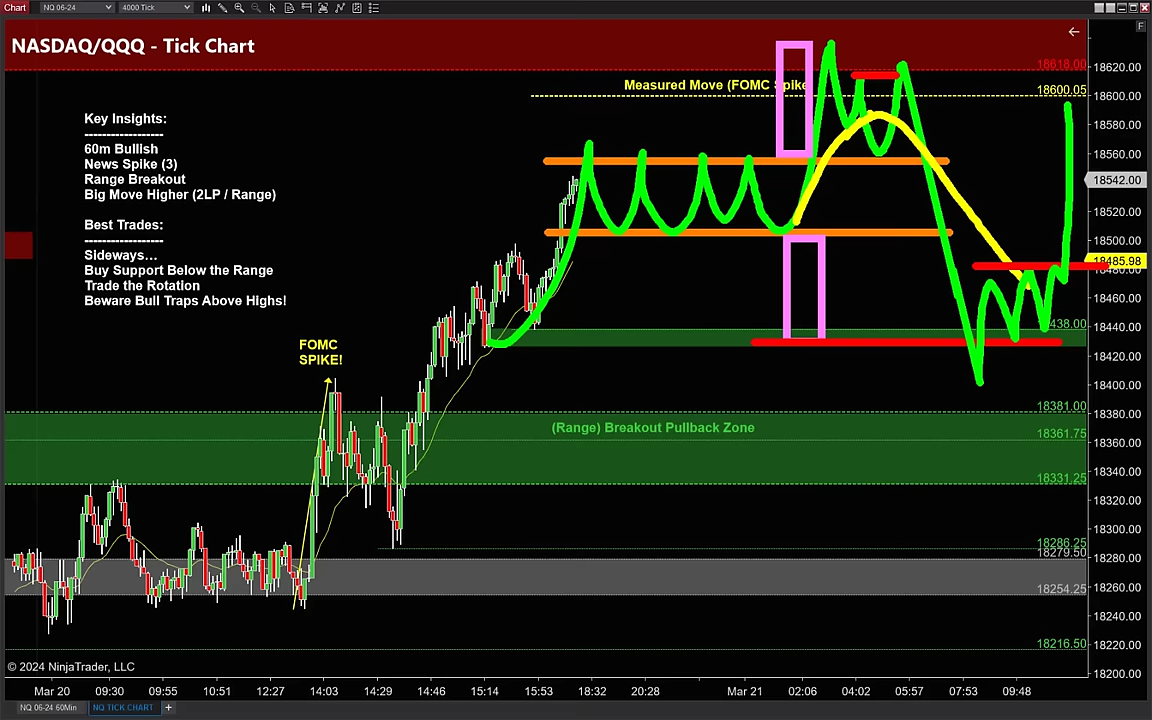 Chart NQ 06-24 4000 Tick
NASDAQ/QQQ - Tick Chart
F
Key Insights:
------------------
60m Bullish
News Spike (3)
Range Breakout
Big Move Higher (2LP / Range)
Best Trades:
------------------
Sideways...
Buy Support Below the Range
Trade the Rotation
Beware Bull Traps Above Highs!
FOMC
SPIKE!
Measured Move (FOMC Spike
(Range) Breakout Pullback Zone
18618.00
18600.05
438.00
18381.00
18361.75
18331.25
18286.25
18279.50
18254.25
18216.50
18620.00
18600.00
18580.00
18560.00
18542.00
18520.00
18500.00
18485.98
18480.00
18460.00
18440.00
18420.00
18400.00
18380.00
18360.00
18340.00
18320.00
18300.00
18280.00
18260.00
18240.00
18220.00
18200.00
© 2024 NinjaTrader, LLC
Mar 20 09:30 09:55 10:51 12:27 14:03 14:29 14:46 15:14 15:53 18:32 20:28 Mar 21 02:06 04:02 05:57 07:53 09:48
NQ 06-24 60Min NQ TICK CHART +